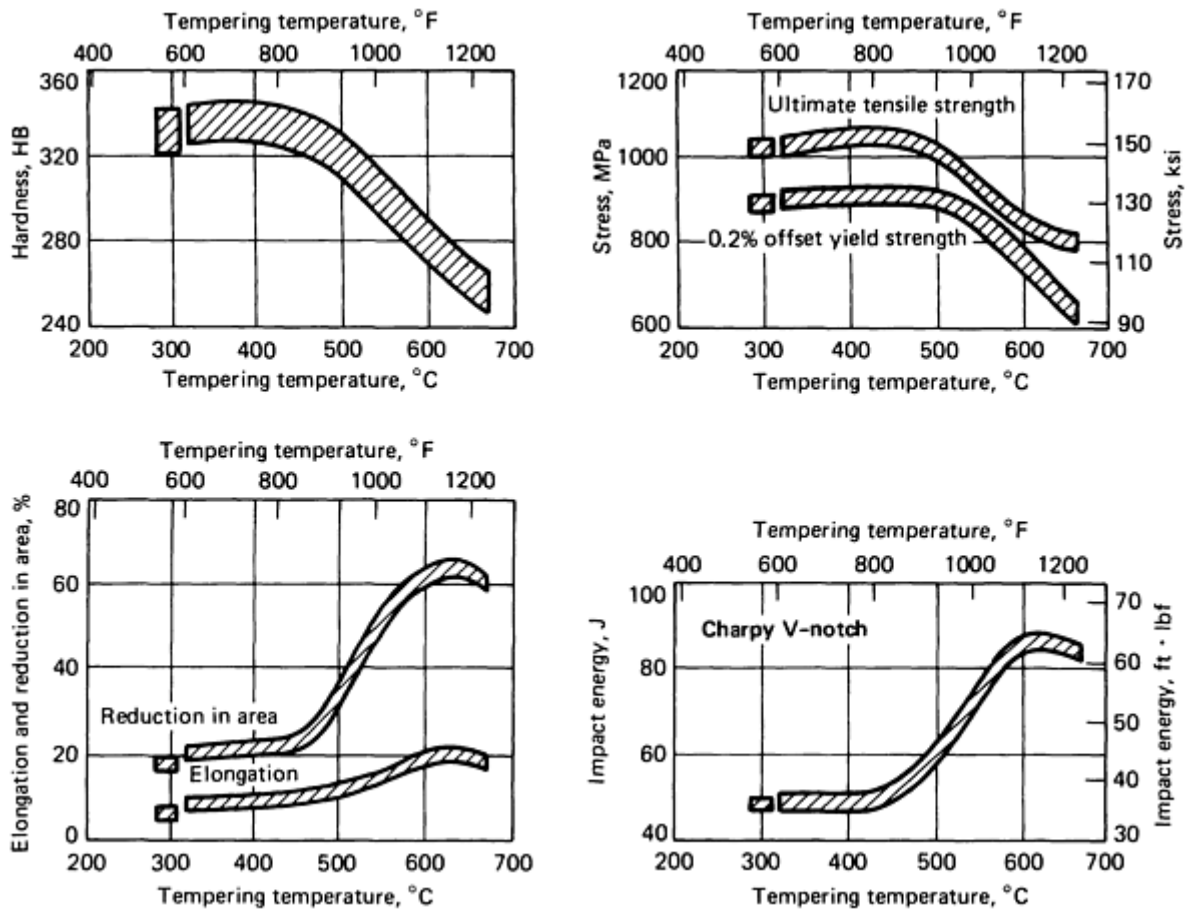 Tempering temperature, °F
400 600 800 1000 1200
Hardness, HB
360
320
280
240
200 300 400 500 600 700
Tempering temperature, °C
Tempering temperature, °F
400 600 800 1000 1200
Stress, MPa
1200
1000
800
600
Ultimate tensile strength
0.2% offset yield strength
170
150
130
110
90
Stress, ksi
200 300 400 500 600 700
Tempering temperature, °C
Tempering temperature, °F
400 600 800 1000 1200
Elongation and reduction in area, %
80
60
40
20
0
Reduction in area
Elongation
200 300 400 500 600 700
Tempering temperature, °C
Tempering temperature, °F
400 600 800 1000 1200
Impact energy, J
100
80
60
40
Charpy V-notch
70
60
50
40
30
Impact energy, ft · lbf
200 300 400 500 600 700
Tempering temperature, °C